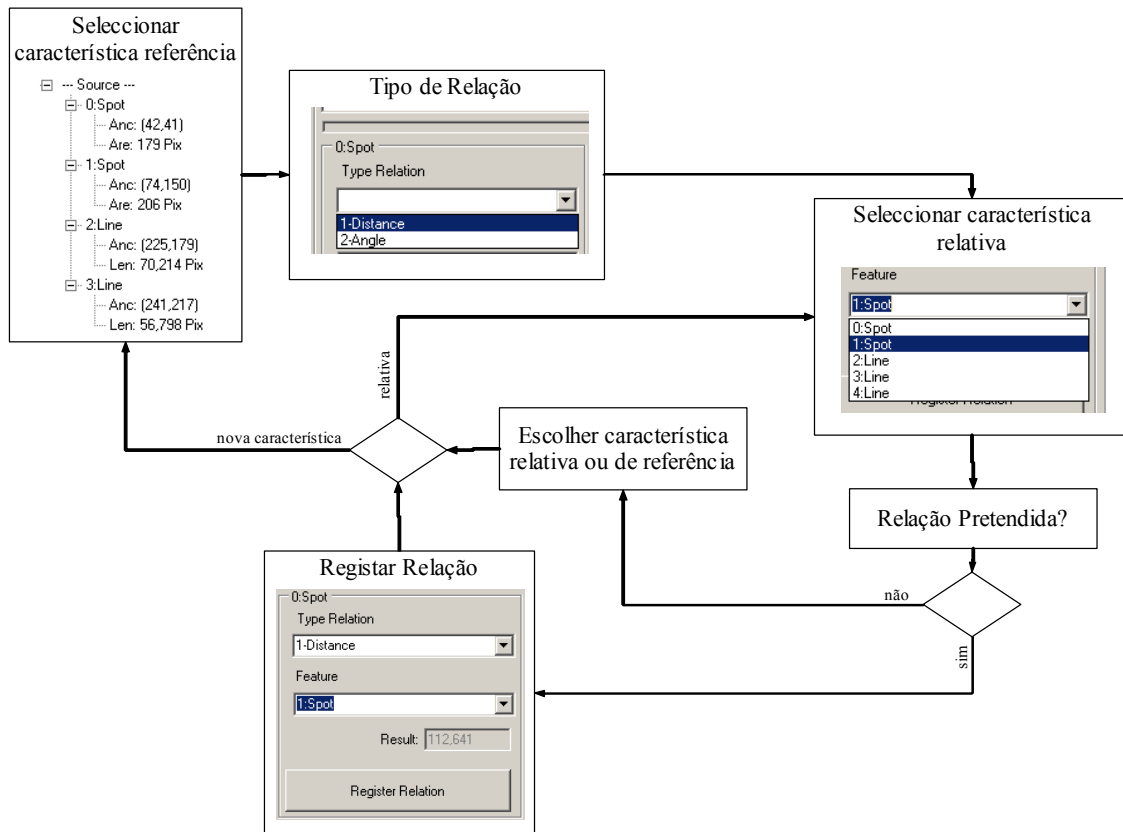 Seleccionar
característica referência
--- Source ---
0:Spot
Anc: (42,41)
Are: 179 Pix
1:Spot
Anc: (74,150)
Are: 206 Pix
2:Line
Anc: (225,179)
Len: 70,214 Pix
3:Line
Anc: (241,217)
Len: 56,798 Pix
Tipo de Relação
0:Spot
Type Relation
1-Distance
2-Angle
Seleccionar característica
relativa
Feature
1:Spot
0:Spot
1:Spot
2:Line
3:Line
4:Line
Register Relation
relativa
nova característica
Escolher característica
relativa ou de referência
Relação Pretendida?
não
sim
Registar Relação
0:Spot
Type Relation
1-Distance
Feature
1:Spot
Result: 112,641
Register Relation